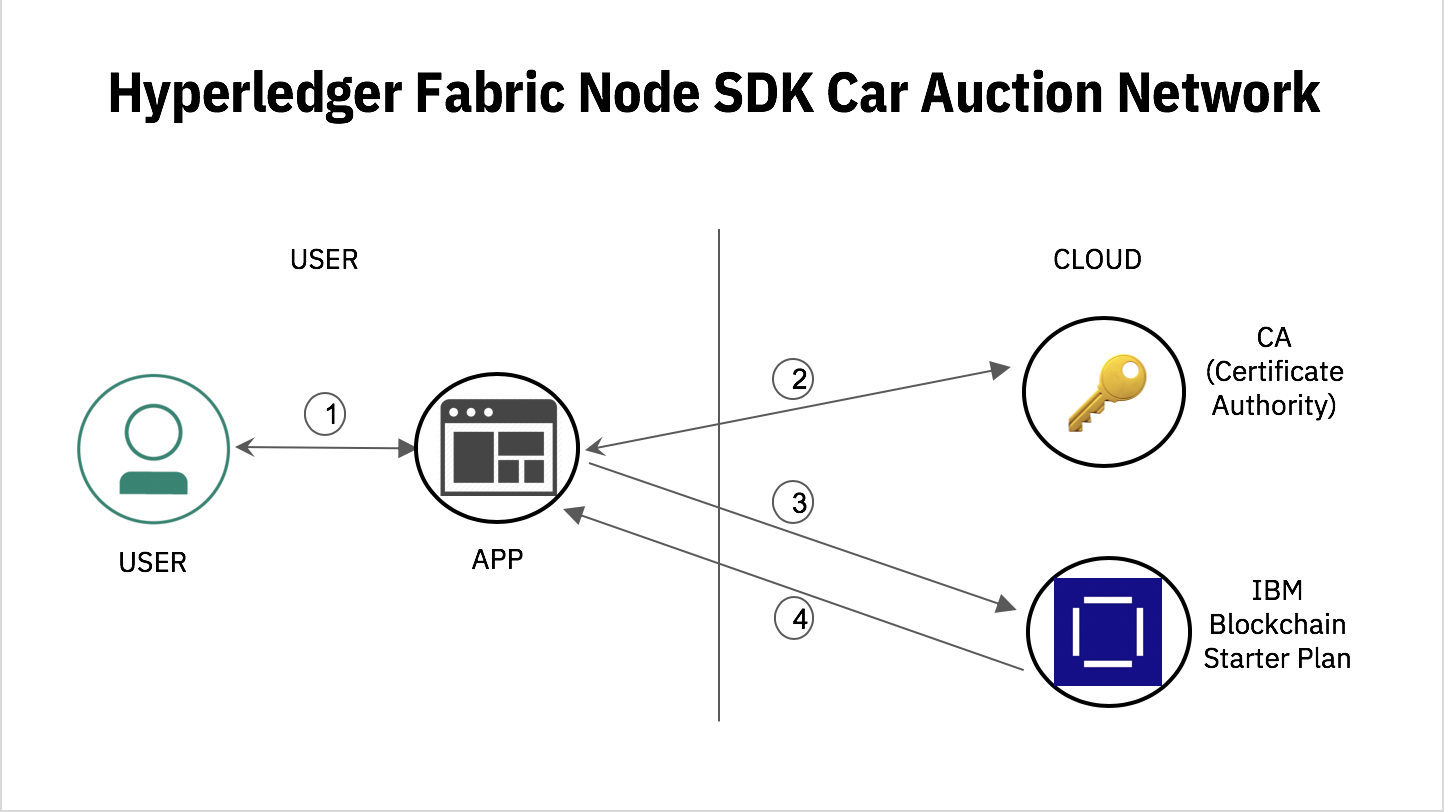 Hyperledger Fabric Node SDK Car Auction Network
USER
CLOUD
CA
(Certificate
Authority)
1
2
3
4
USER
APP
IBM
Blockchain
Starter Plan